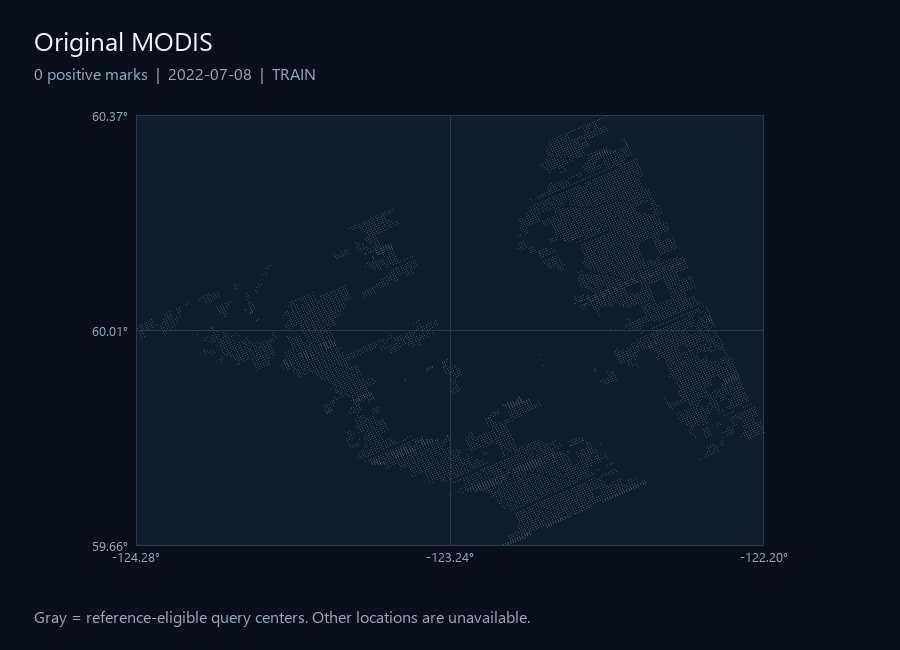 Original MODIS
0 positive marks | 2022-07-08 | TRAIN
60.37°
60.01°
59.66°
-124.28°
-123.24°
-122.20°
Gray = reference-eligible query centers. Other locations are unavailable.